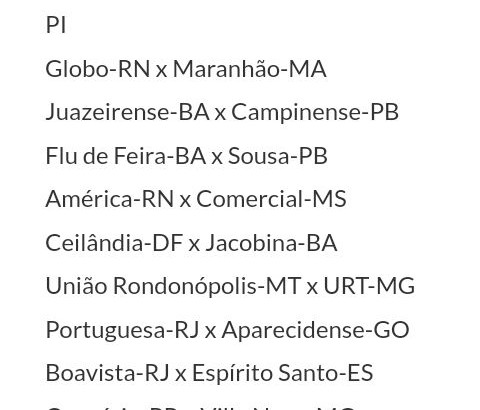 PI
Globo-RN x Maranhão-MA
Juazeirense-BA x Campinense-PB
Flu de Feira-BA x Sousa-PB
América-RN x Comercial-MS
Ceilândia-DF x Jacobina-BA
União Rondonópolis-MT x URT-MG
Portuguesa-RJ x Aparecidense-GO
Boavista-RJ x Espírito Santo-ES